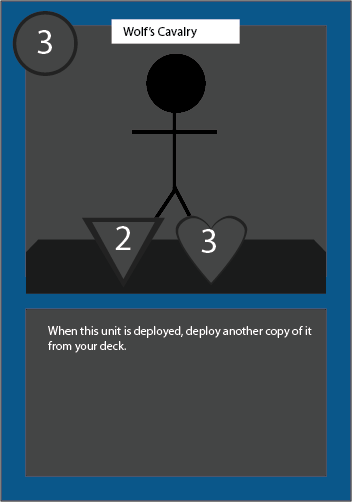 3
Wolf's Cavalry
2
3
When this unit is deployed, deploy another copy of it
from your deck.